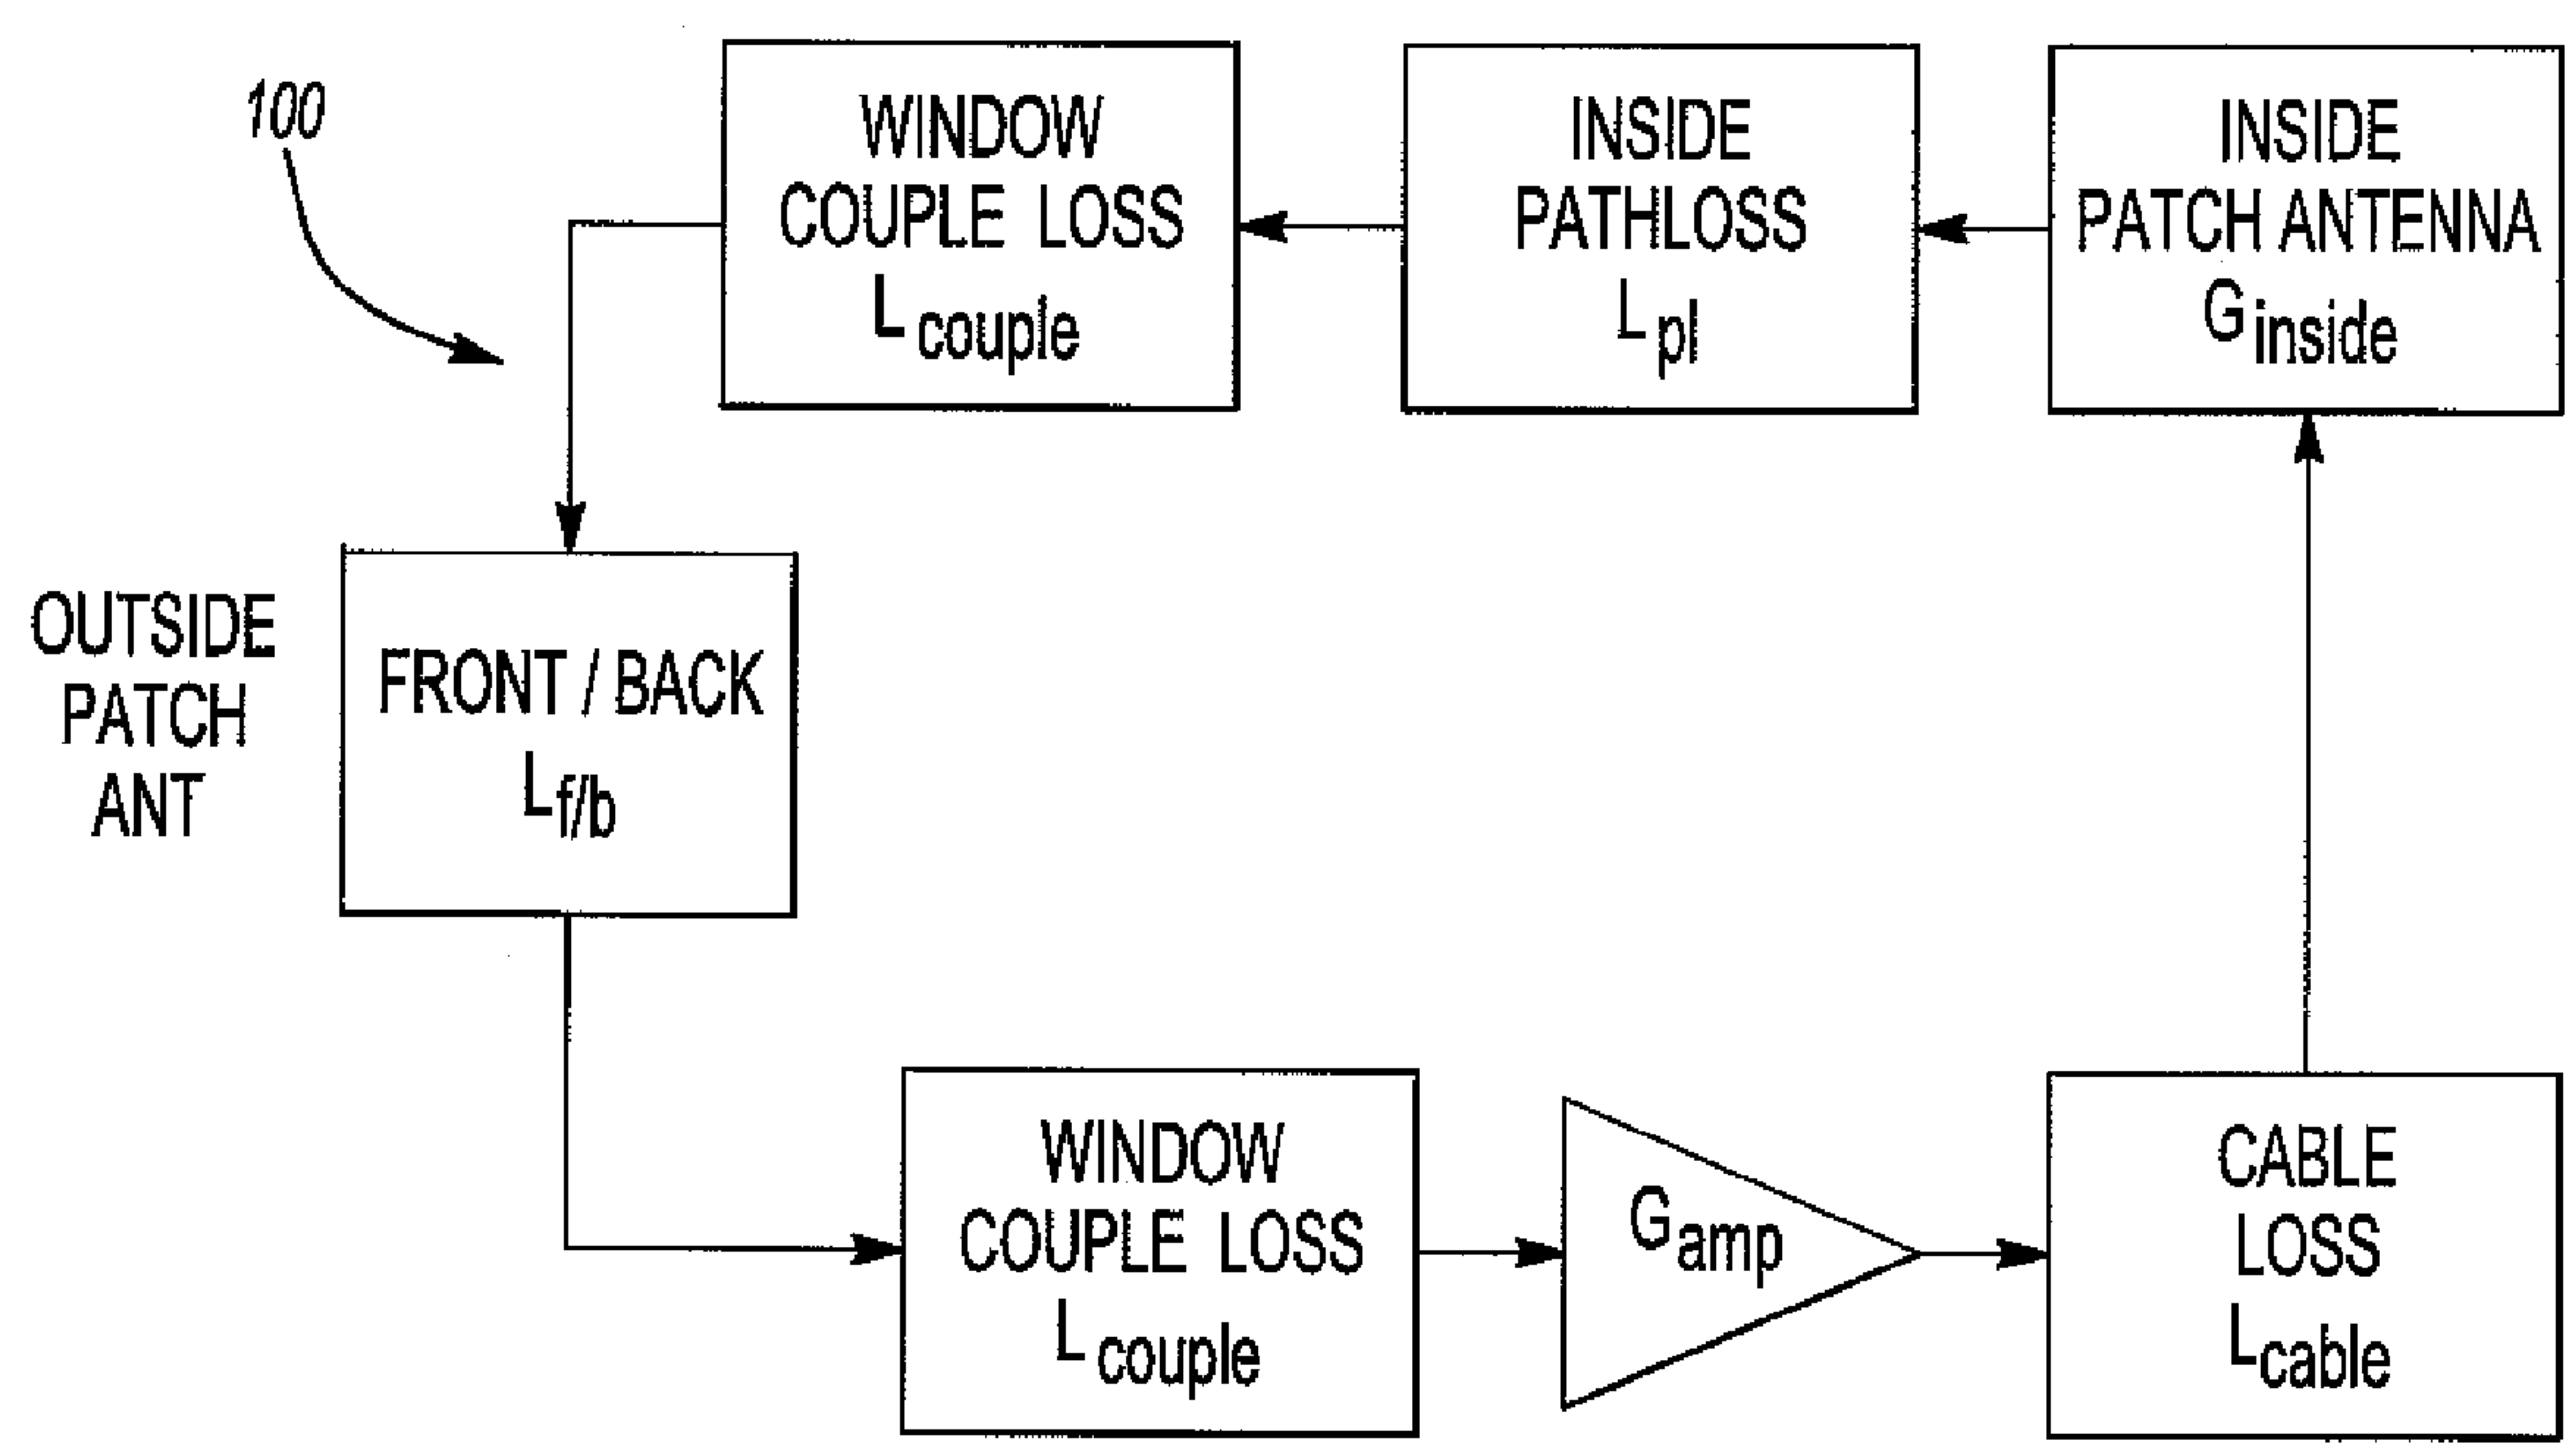 100
WINDOW
COUPLE LOSS
L couple
INSIDE
PATHLOSS
L pl
INSIDE
PATCH ANTENNA
G inside
OUTSIDE
PATCH
ANT
FRONT / BACK
L f/b
WINDOW
COUPLE LOSS
L couple
G amp
CABLE
LOSS
L cable